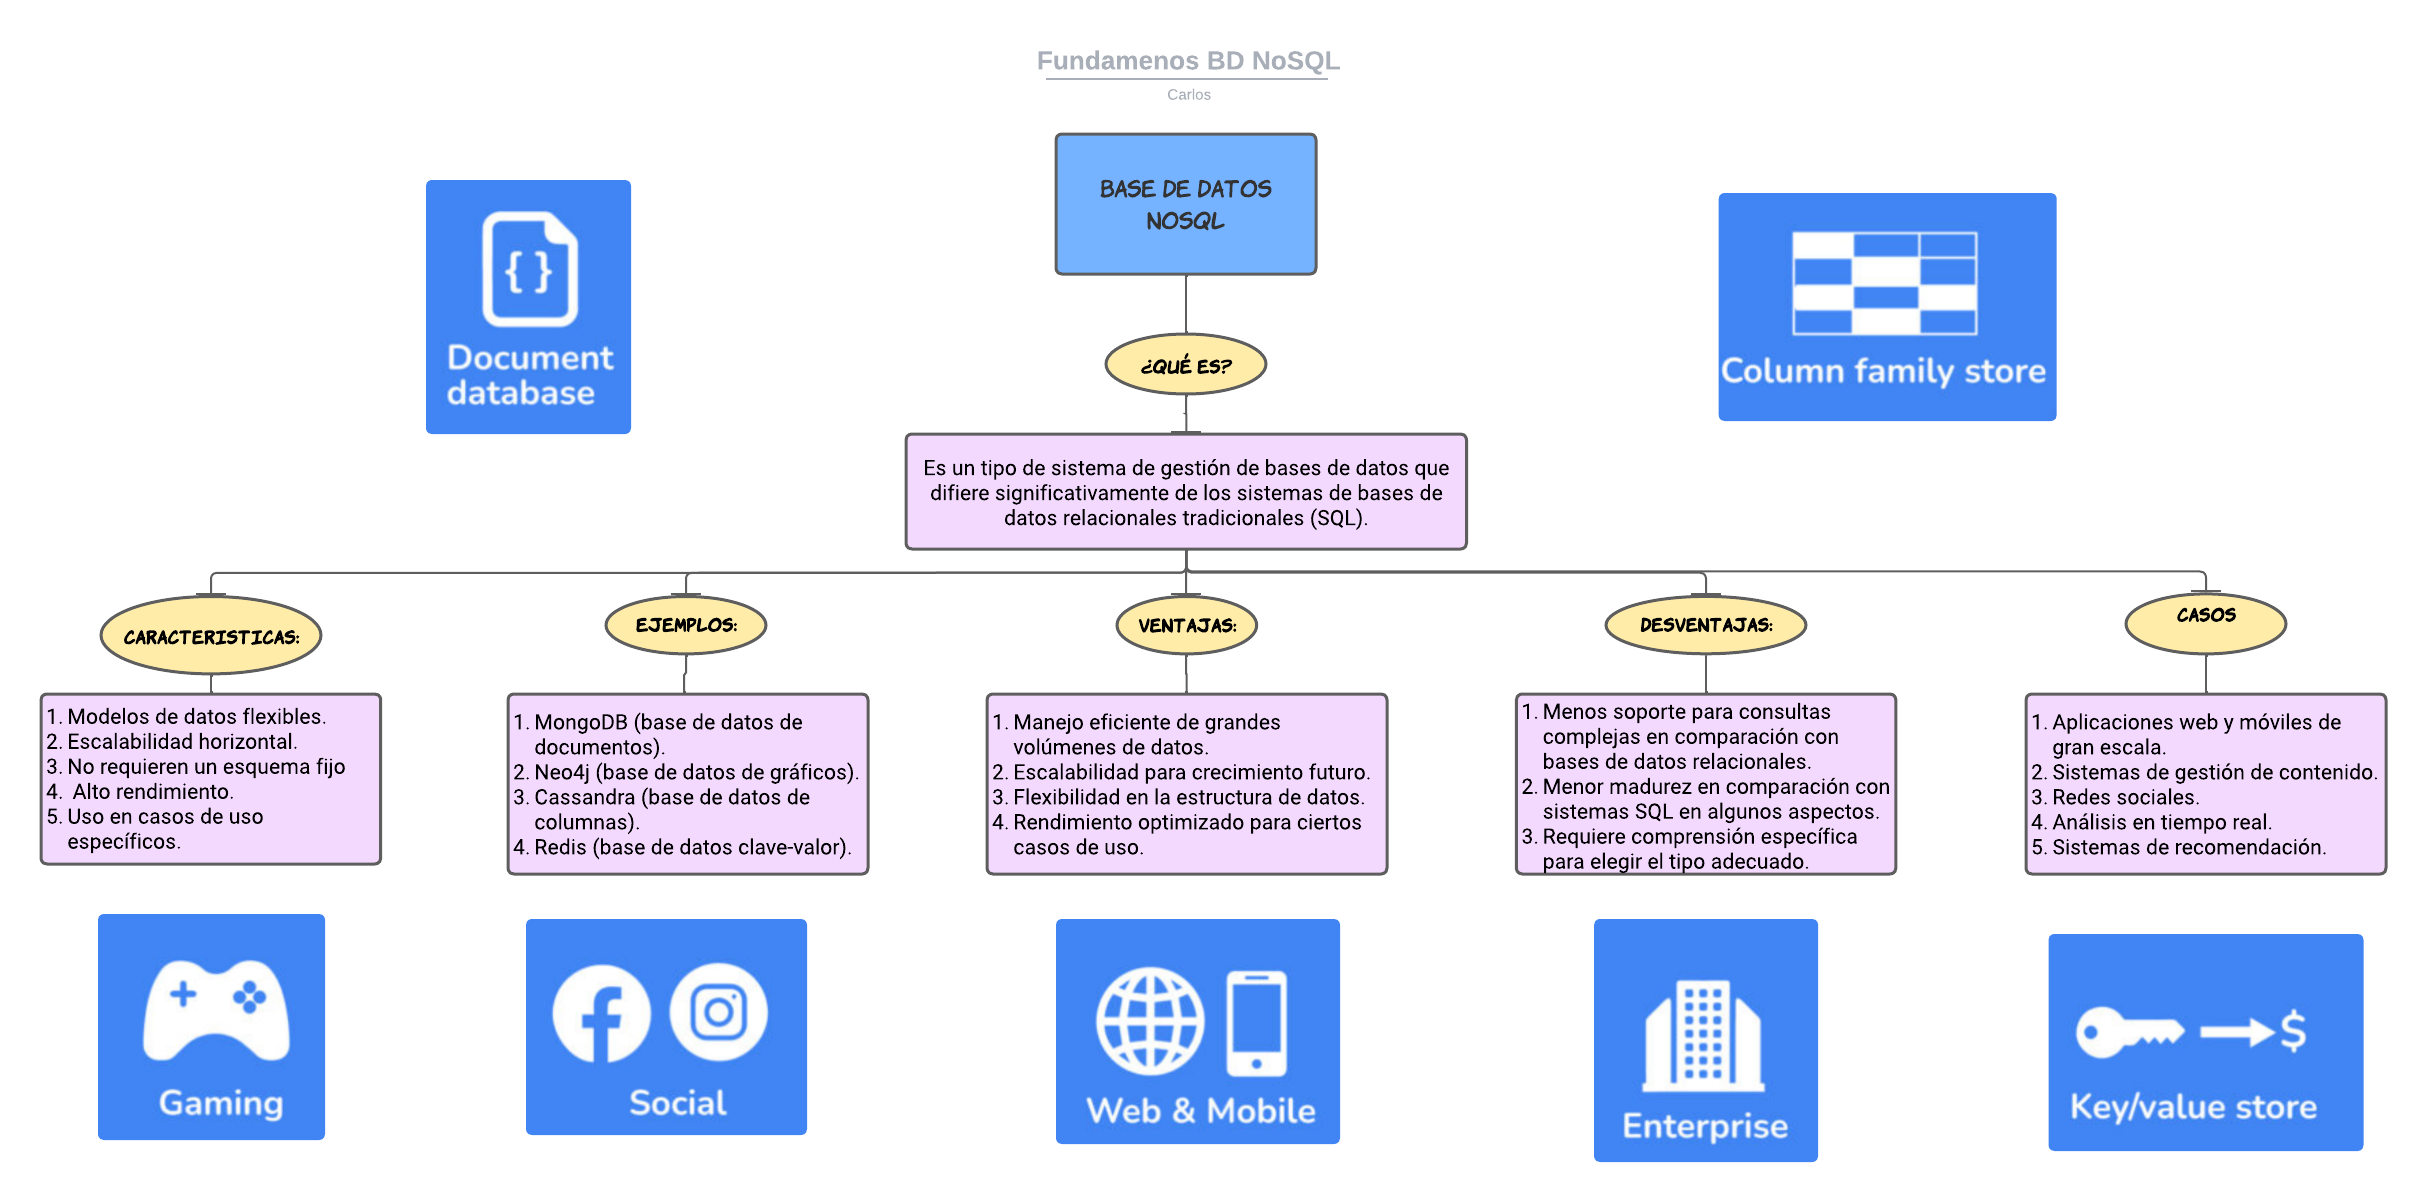 Fundamenos BD NoSQL
Carlos
BASE DE DATOS
NOSQL
Document
database
Column family store
¿QUÉ ES?
Es un tipo de sistema de gestión de bases de datos que
difiere significativamente de los sistemas de bases de
datos relacionales tradicionales (SQL).
CARACTERISTICAS:
1. Modelos de datos flexibles.
2. Escalabilidad horizontal.
3. No requieren un esquema fijo
4. Alto rendimiento.
5. Uso en casos de uso
específicos.
EJEMPLOS:
1. MongoDB (base de datos de
documentos).
2. Neo4j (base de datos de gráficos).
3. Cassandra (base de datos de
columnas).
4. Redis (base de datos clave-valor).
VENTAJAS:
1. Manejo eficiente de grandes
volúmenes de datos.
2. Escalabilidad para crecimiento futuro.
3. Flexibilidad en la estructura de datos.
4. Rendimiento optimizado para ciertos
casos de uso.
DESVENTAJAS:
1. Menos soporte para consultas
complejas en comparación con
bases de datos relacionales.
2. Menor madurez en comparación con
sistemas SQL en algunos aspectos.
3. Requiere comprensión específica
para elegir el tipo adecuado.
CASOS
1. Aplicaciones web y móviles de
gran escala.
2. Sistemas de gestión de contenido.
3. Redes sociales.
4. Análisis en tiempo real.
5. Sistemas de recomendación.
Gaming
Social
Web & Mobile
Enterprise
Key/value store